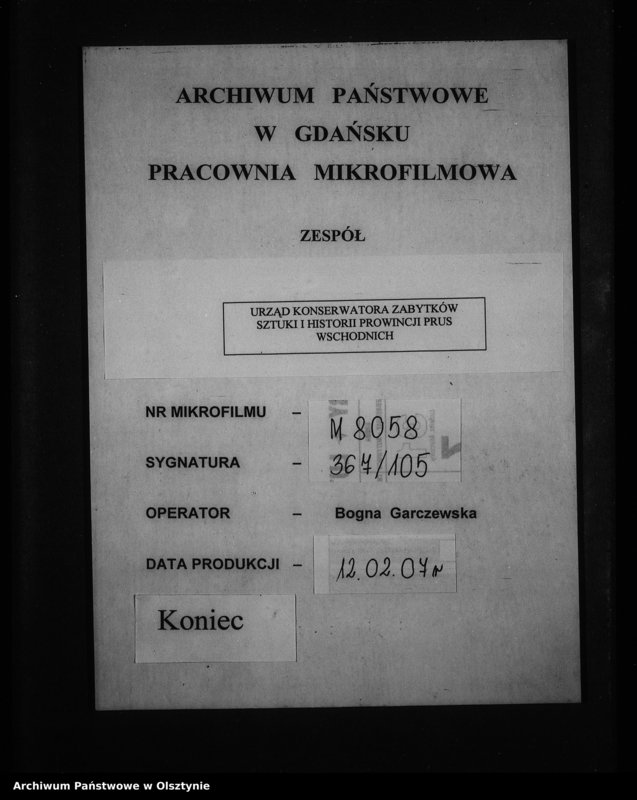 ARCHIWUM PAŃSTWOWE
W GDAŃSKU
PRACOWNIA MIKROFILMOWA
ZESPÓŁ
URZĄD KONSERWATORA ZABYTKÓW
SZTUKI I HISTORII PROWINCJI PRUS
WSCHODNICH
NR MIKROFILMU – M 8058
SYGNATURA – 367/105
OPERATOR – Bogna Garczewska
DATA PRODUKCJI – 12.02.07r
Koniec
Archiwum Państwowe w Olsztynie